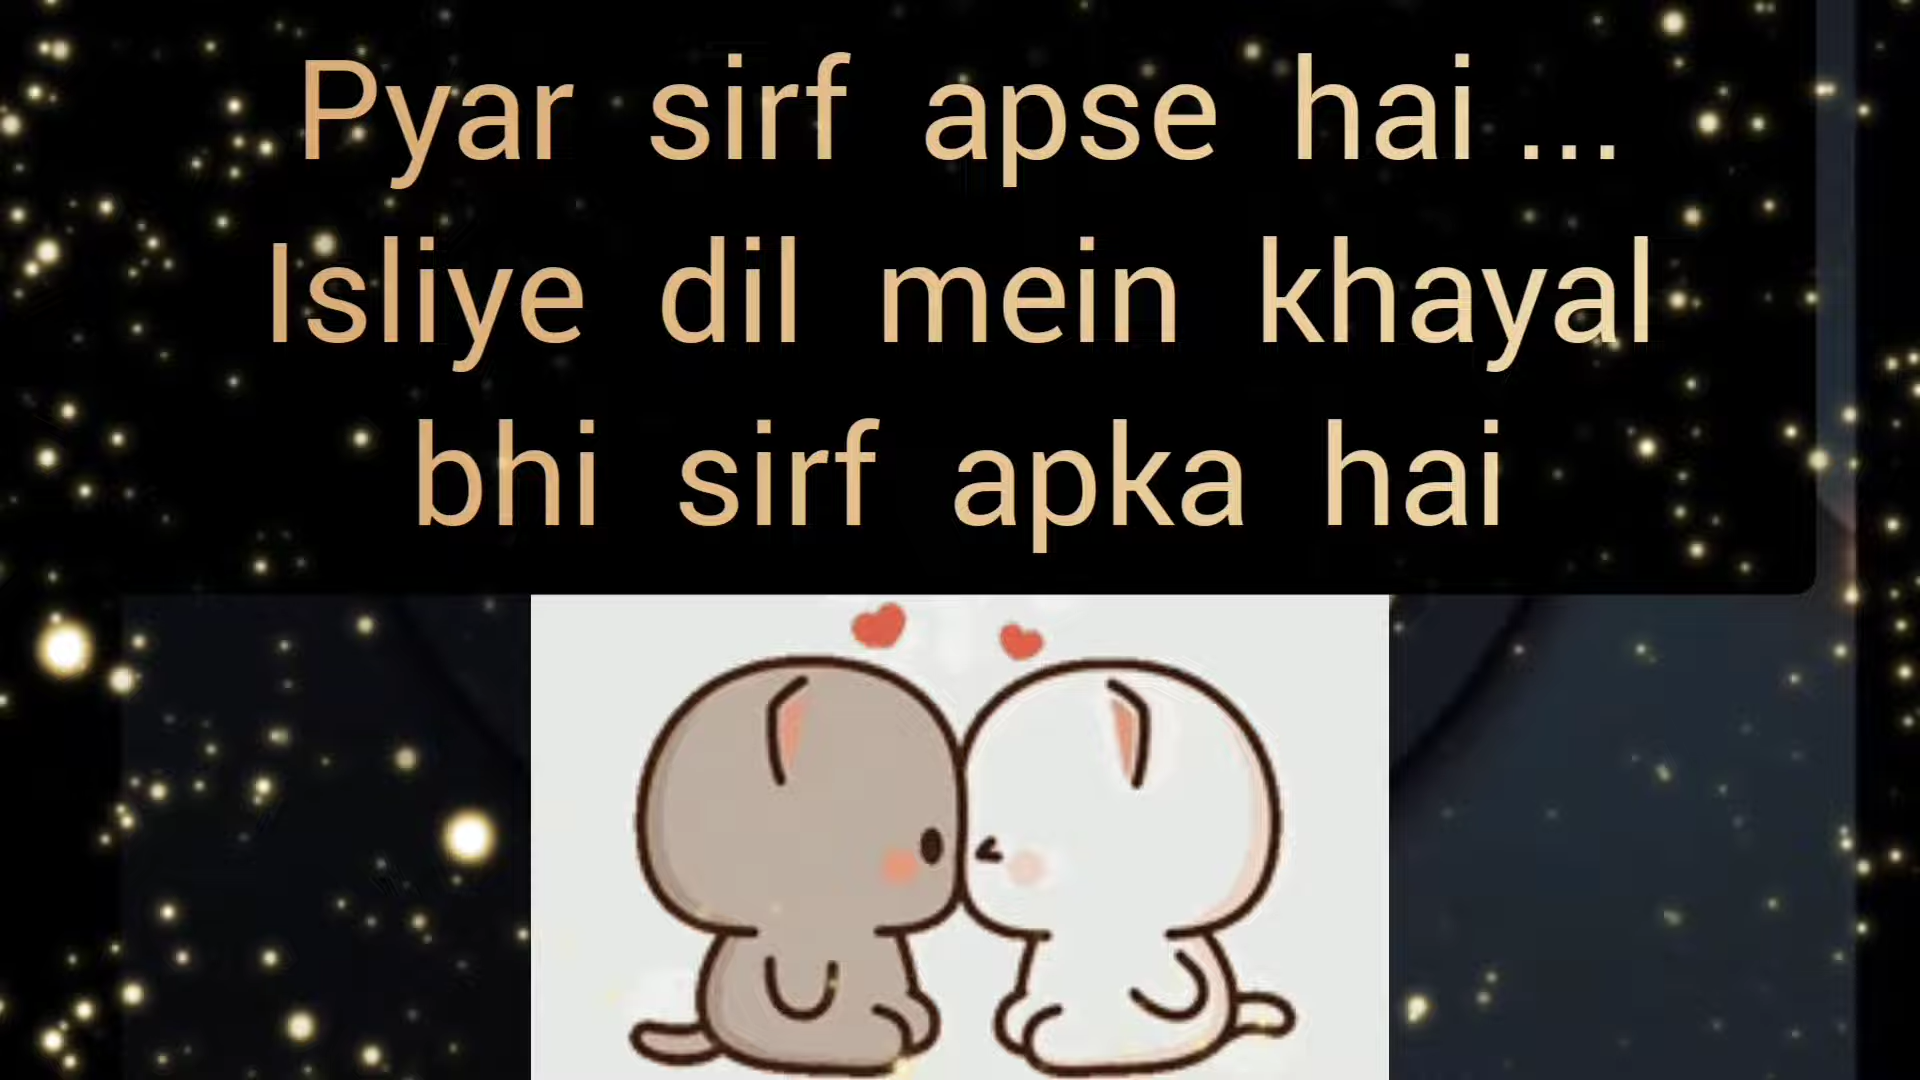 Pyar sirf apse hai ...
Isliye dil mein khayal
bhi sirf apka hai